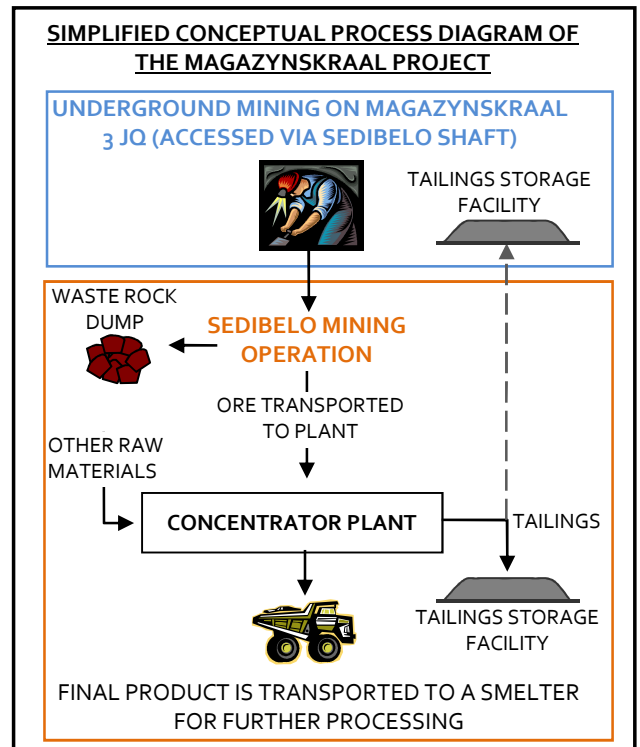 SIMPLIFIED CONCEPTUAL PROCESS DIAGRAM OF
THE MAGAZYNSKRAAL PROJECT
UNDERGROUND MINING ON MAGAZYNSKRAAL
3 JQ (ACCESSED VIA SEDIBELO SHAFT)
TAILINGS STORAGE
FACILITY
WASTE ROCK
DUMP
SEDIBELO MINING
OPERATION
ORE TRANSPORTED
TO PLANT
OTHER RAW
MATERIALS
CONCENTRATOR PLANT
TAILINGS
TAILINGS STORAGE
FACILITY
FINAL PRODUCT IS TRANSPORTED TO A SMELTER
FOR FURTHER PROCESSING